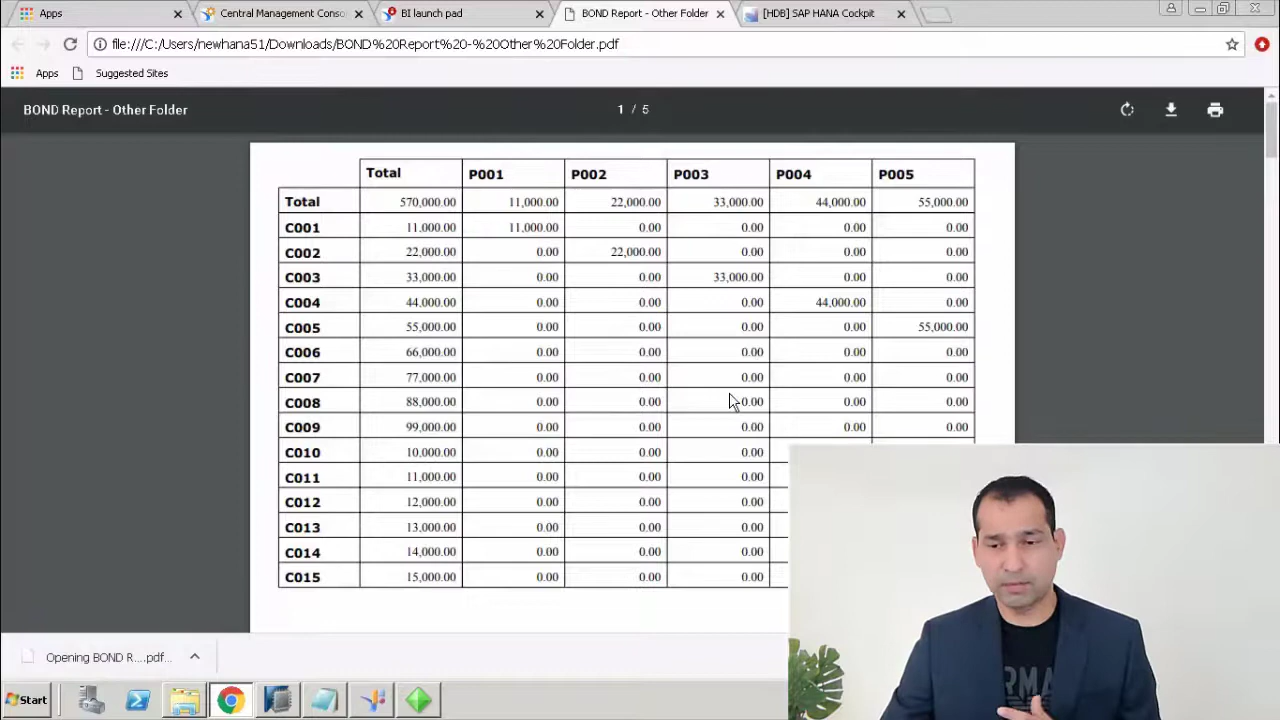 Apps
Central Management Conso
BI launch pad
BOND Report - Other Folder
[HDB] SAP HANA Cockpit
file:///C:/Users/newhana51/Downloads/BOND%20Report%20-%20Other%20Folder.pdf
Apps Suggested Sites
BOND Report - Other Folder 1 / 5
Total P001 P002 P003 P004 P005
Total 570,000.00 11,000.00 22,000.00 33,000.00 44,000.00 55,000.00
C001 11,000.00 11,000.00 0.00 0.00 0.00 0.00
C002 22,000.00 0.00 22,000.00 0.00 0.00 0.00
C003 33,000.00 0.00 0.00 33,000.00 0.00 0.00
C004 44,000.00 0.00 0.00 0.00 44,000.00 0.00
C005 55,000.00 0.00 0.00 0.00 0.00 55,000.00
C006 66,000.00 0.00 0.00 0.00 0.00 0.00
C007 77,000.00 0.00 0.00 0.00 0.00 0.00
C008 88,000.00 0.00 0.00 0.00 0.00 0.00
C009 99,000.00 0.00 0.00 0.00 0.00 0.00
C010 10,000.00 0.00 0.00 0.00
C011 11,000.00 0.00 0.00 0.00
C012 12,000.00 0.00 0.00 0.00
C013 13,000.00 0.00 0.00 0.00
C014 14,000.00 0.00 0.00 0.00
C015 15,000.00 0.00 0.00 0.00
Opening BOND R....pdf...
RMA
Start